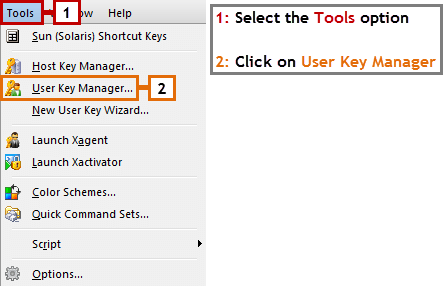 Tools 1 ow Help
Sun (Solaris) Shortcut Keys
Host Key Manager...
User Key Manager... 2
New User Key Wizard...
Launch Xagent
Launch Xactivator
Color Schemes...
Quick Command Sets...
Script
Options...
1: Select the Tools option
2: Click on User Key Manager